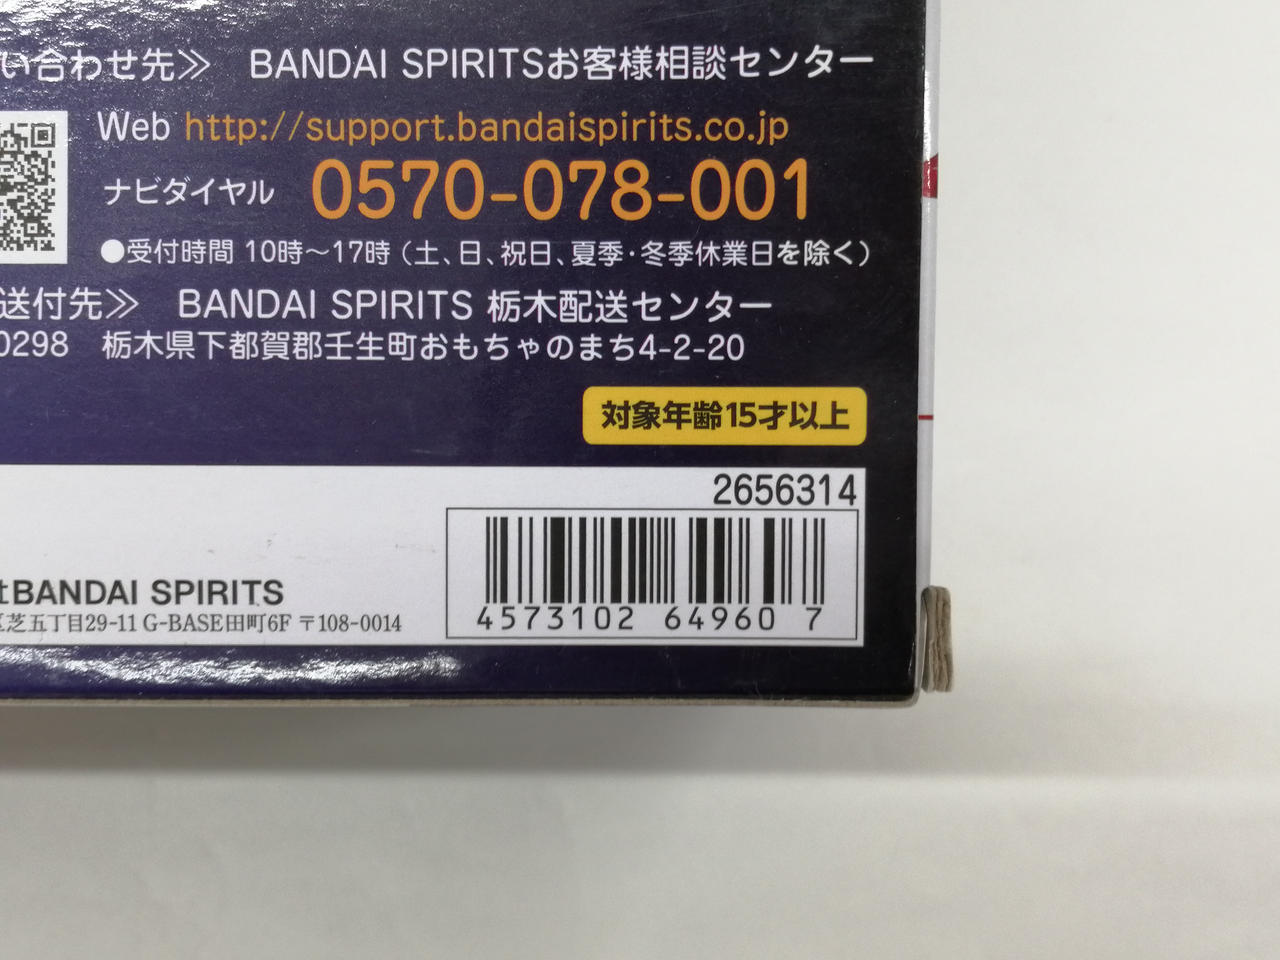 い合わせ先≫ BANDAI SPIRITSお客様相談センター
Web http://support.bandaispirits.co.jp
ナビダイヤル 0570-078-001
●受付時間 10時〜17時（土、日、祝日、夏季・冬季休業日を除く）
送付先≫ BANDAI SPIRITS 栃木配送センター
0298 栃木県下都賀郡壬生町おもちゃのまち4-2-20
対象年齢15才以上
2656314
4573102 64960 7
BANDAI SPIRITS
区芝五丁目29-11 G-BASE田町6F 〒108-0014